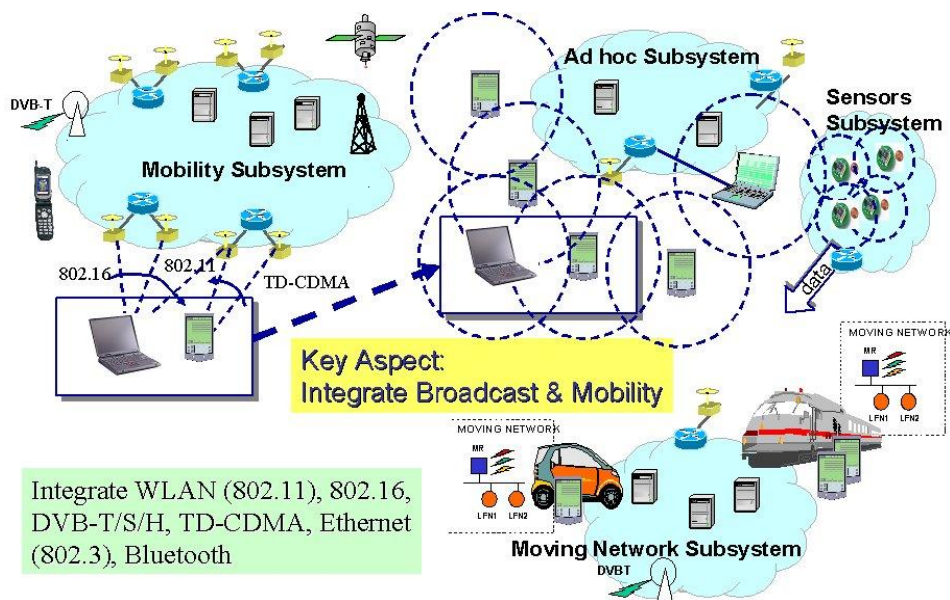 Ad hoc Subsystem
Sensors
Subsystem
DVB-T
Mobility Subsystem
802.16
802.11
TD-CDMA
data
Key Aspect:
Integrate Broadcast & Mobility
MOVING NETWORK
MR
LFN1 LFN2
MOVING NETWORK
MR
LFN1 LFN2
Integrate WLAN (802.11), 802.16,
DVB-T/S/H, TD-CDMA, Ethernet
(802.3), Bluetooth
Moving Network Subsystem
DVBT